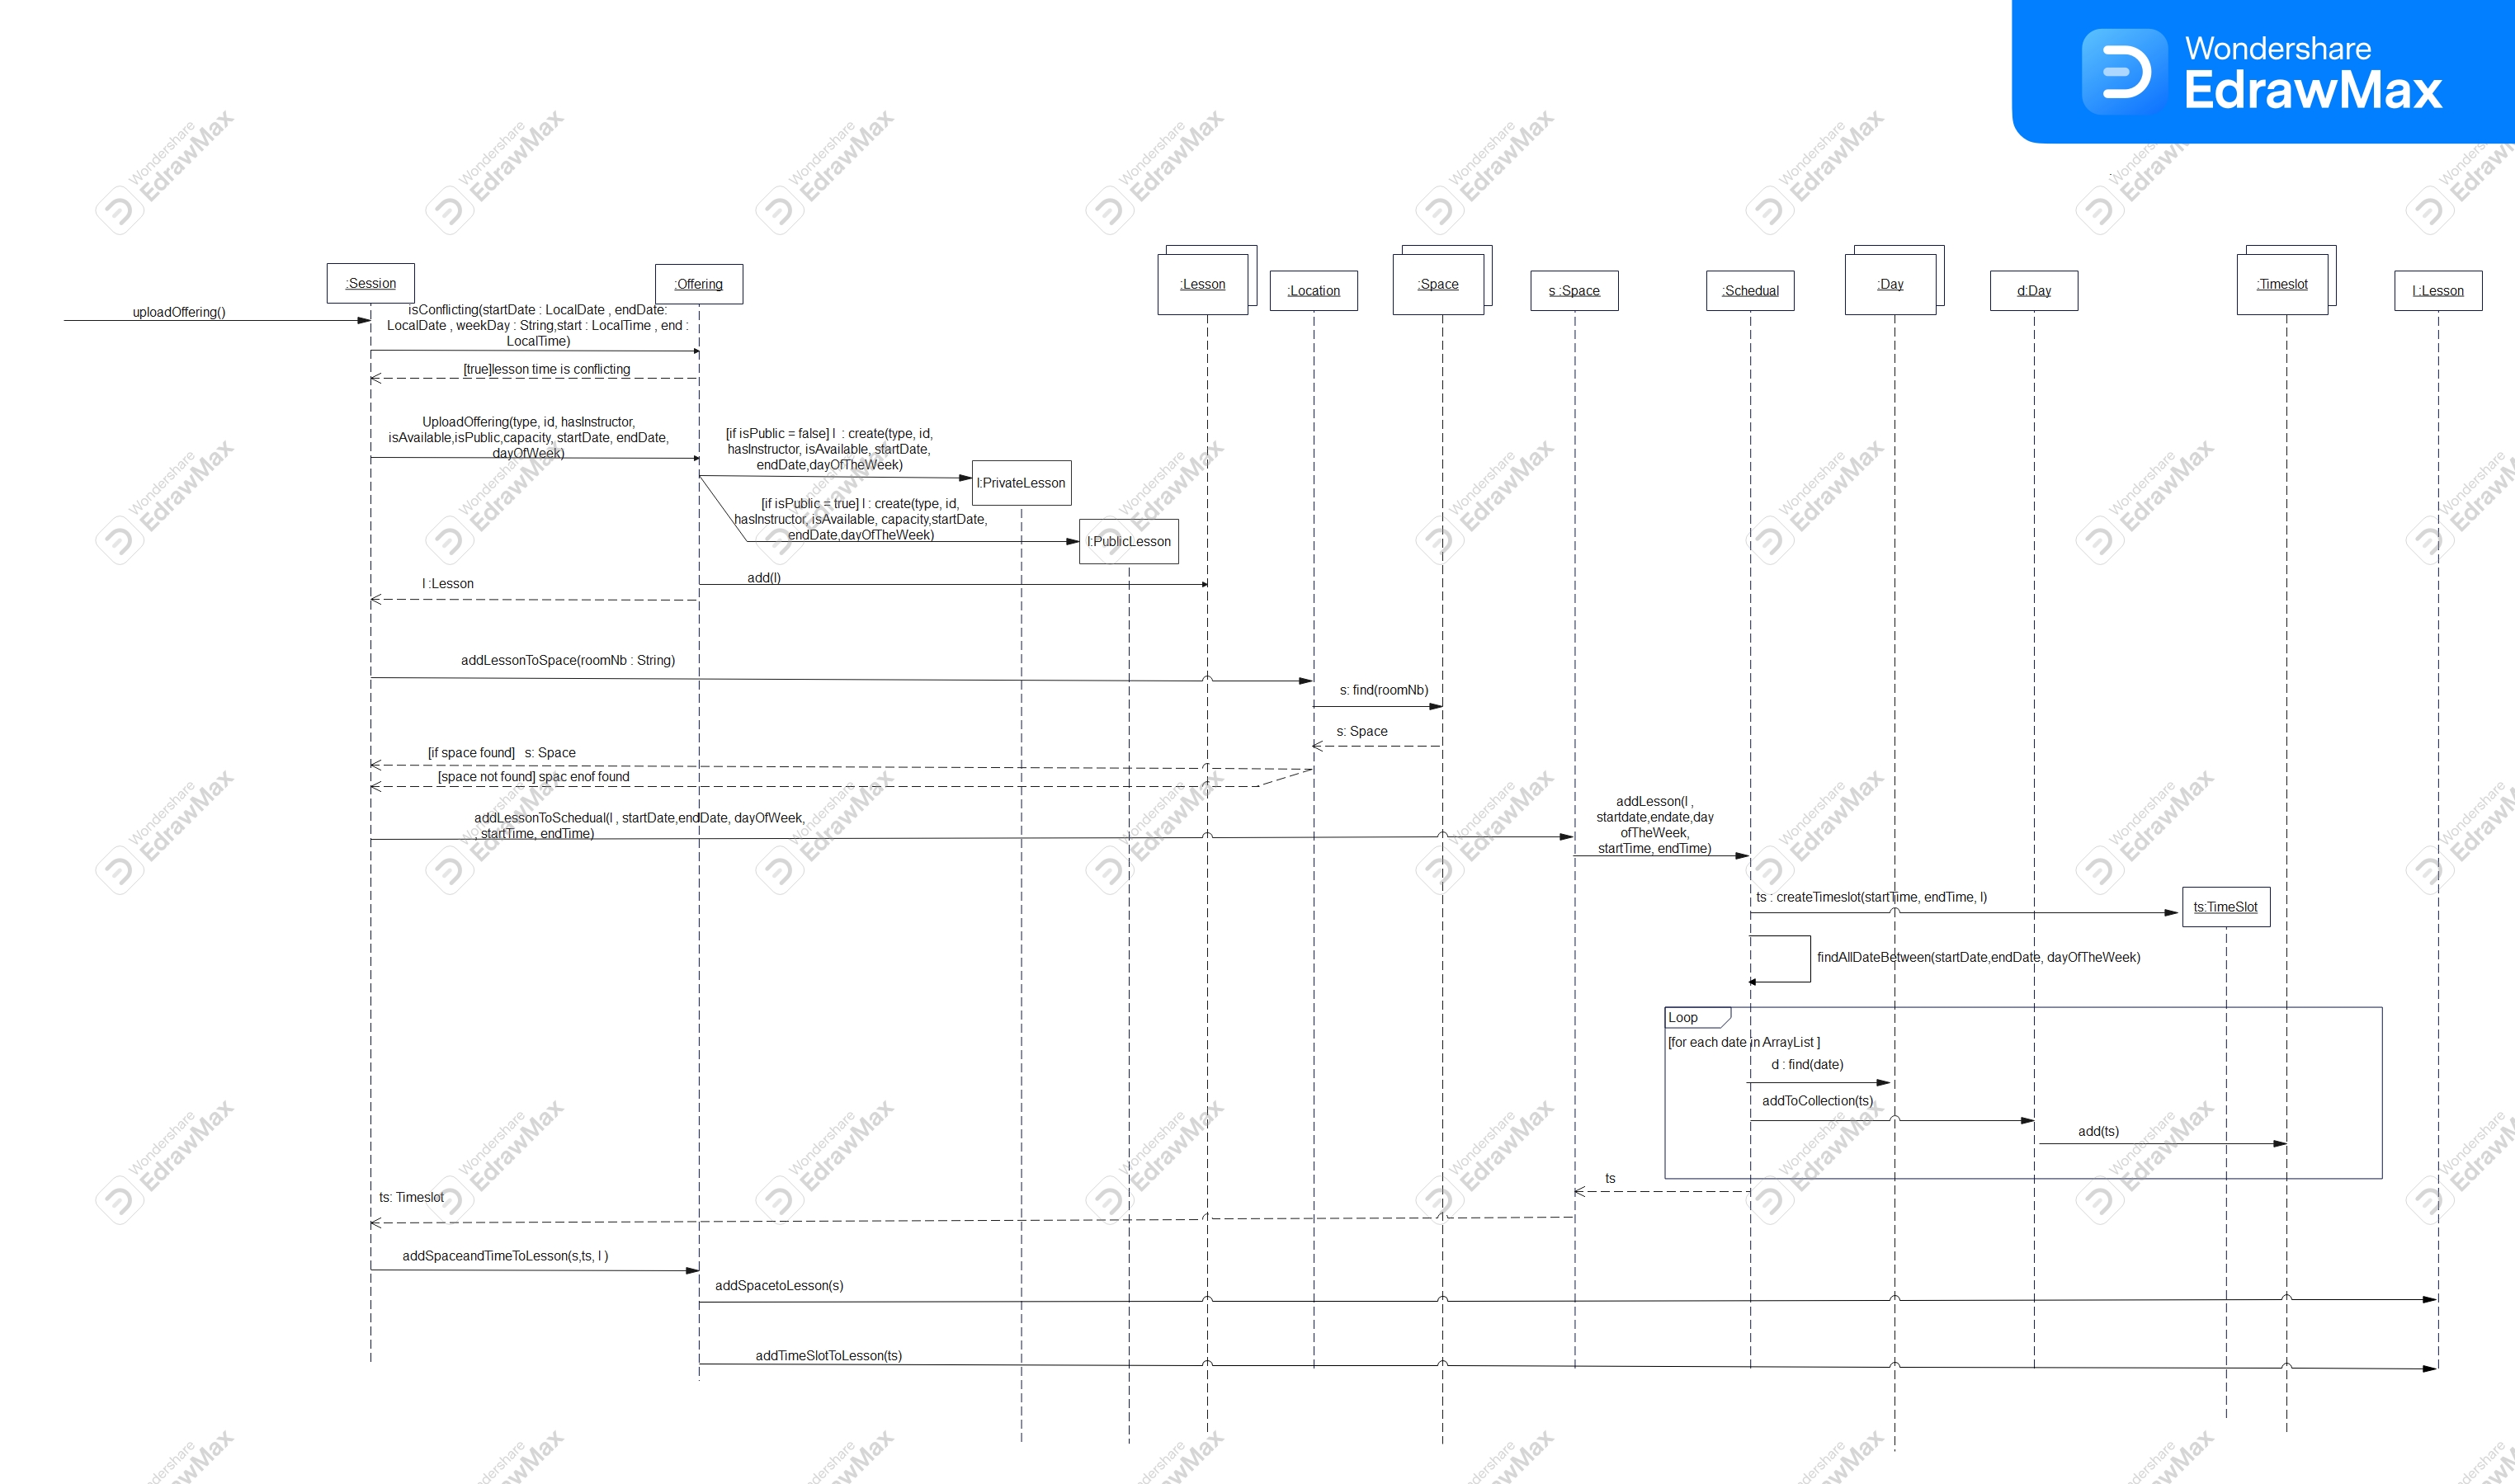 Wondershare
EdrawMax
:Session
:Offering
:Lesson
:Location
:Space
s :Space
:Schedual
:Day
d:Day
:Timeslot
l :Lesson
uploadOffering()
isConflicting(startDate : LocalDate , endDate:
LocalDate , weekDay : String,start : LocalTime , end :
LocalTime)
[true]lesson time is conflicting
UploadOffering(type, id, hasInstructor,
isAvailable,isPublic,capacity, startDate, endDate,
dayOfWeek)
[if isPublic = false] l  : create(type, id,
hasInstructor, isAvailable, startDate,
endDate,dayOfTheWeek)
l:PrivateLesson
[if isPublic = true] l : create(type, id,
hasInstructor, isAvailable, capacity,startDate,
endDate,dayOfTheWeek)
l:PublicLesson
add(l)
l :Lesson
addLessonToSpace(roomNb : String)
s: find(roomNb)
s: Space
[if space found]   s: Space
[space not found] spac enof found
addLessonToSchedual(l , startDate,endDate, dayOfWeek,
, startTime, endTime)
addLesson(l ,
startdate,endate,day
ofTheWeek,
startTime, endTime)
ts : createTimeslot(startTime, endTime, l)
ts:TimeSlot
findAllDateBetween(startDate,endDate, dayOfTheWeek)
Loop
[for each date in ArrayList ]
d : find(date)
addToCollection(ts)
add(ts)
ts
ts: Timeslot
addSpaceandTimeToLesson(s,ts, l )
addSpacetoLesson(s)
addTimeSlotToLesson(ts)